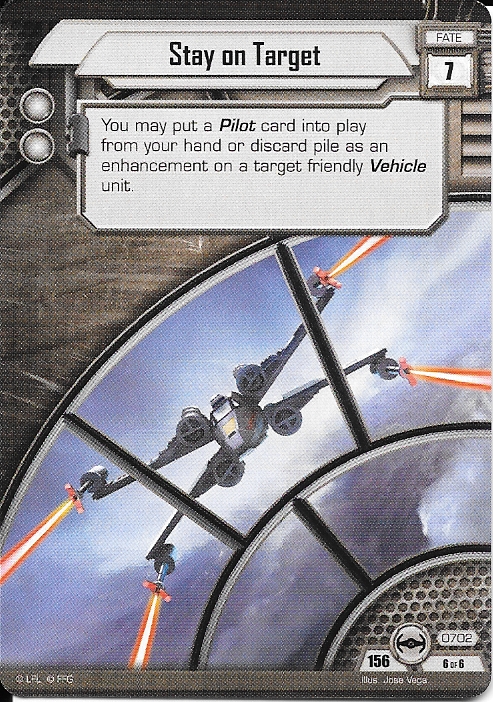 Stay on Target
FATE
7
You may put a Pilot card into play
from your hand or discard pile as an
enhancement on a target friendly Vehicle
unit.
0702
156
6 OF 6
© LFL © FFG
Illus. Jose Vega